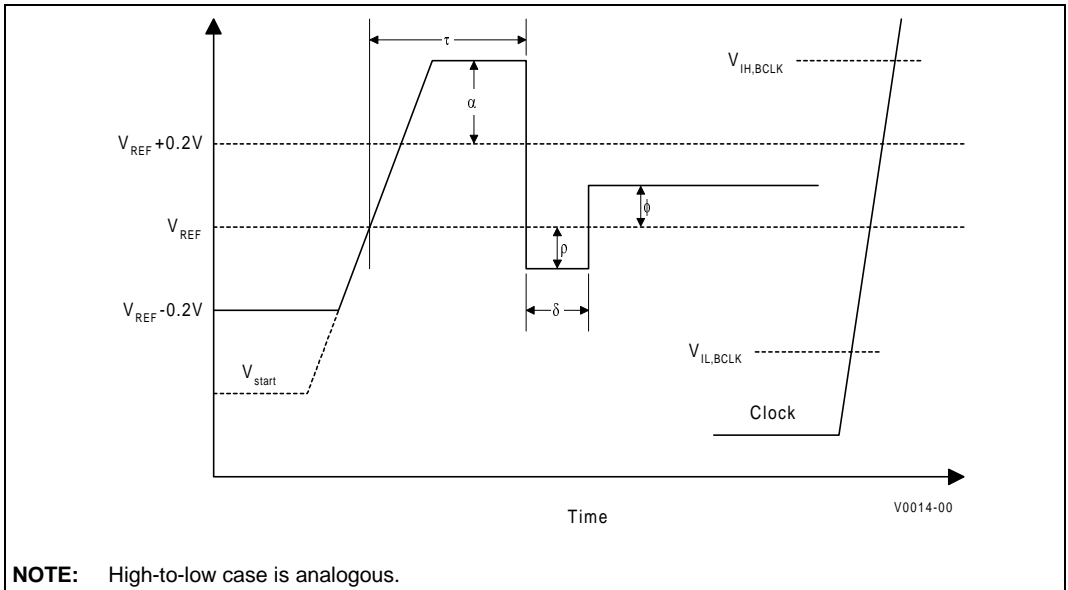 τ
V_IH,BCLK
α
V_REF+0.2V
ϕ
V_REF
ρ
V_REF-0.2V
δ
V_IL,BCLK
V_start
Clock
Time
V0014-00
NOTE: High-to-low case is analogous.